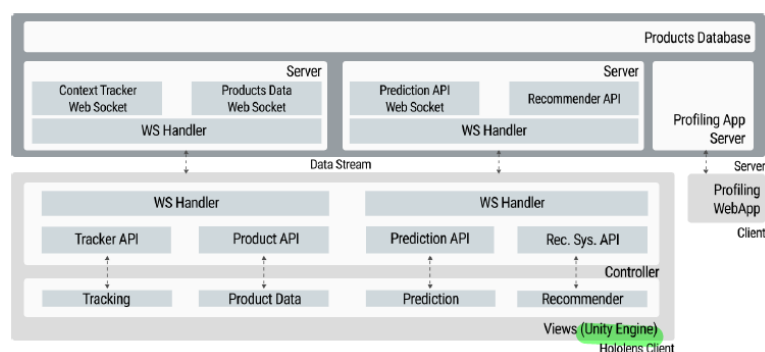 Products Database
Server
Server
Context Tracker
Web Socket
Products Data
Web Socket
Prediction API
Web Socket
Recommender API
WS Handler
WS Handler
Profiling App
Server
Data Stream
Server
WS Handler
WS Handler
Profiling
WebApp
Client
Tracker API
Product API
Prediction API
Rec. Sys. API
Controller
Tracking
Product Data
Prediction
Recommender
Views (Unity Engine)
Hololens Client